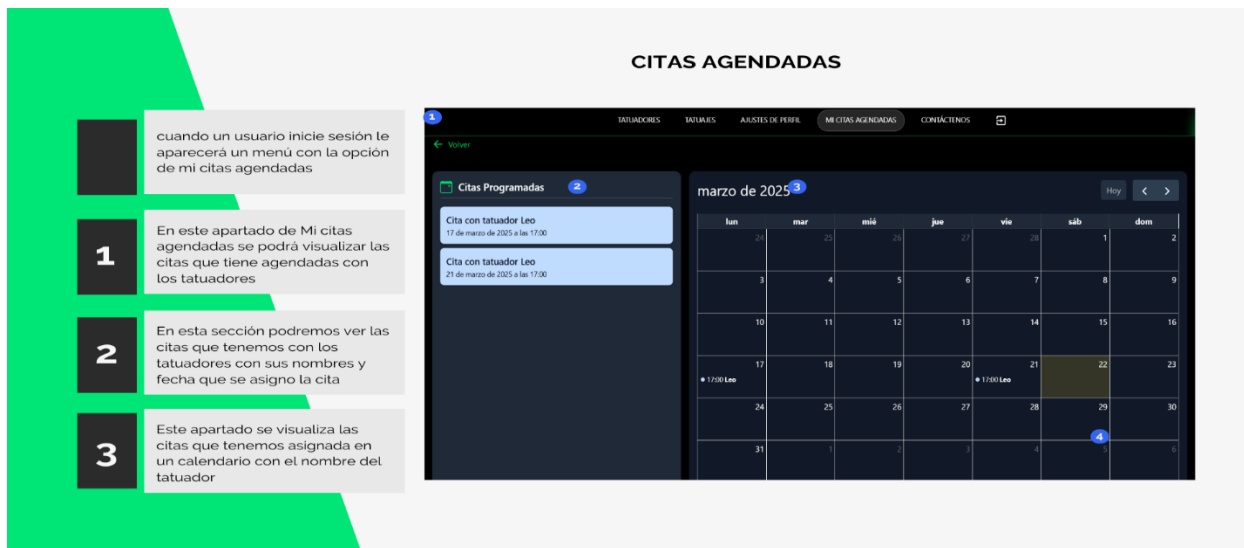 CITAS AGENDADAS
cuando un usuario inicie sesión le
aparecerá un menú con la opción
de mi citas agendadas
1
En este apartado de Mi citas
agendadas se podrá visualizar las
citas que tiene agendadas con
los tatuadores
2
En esta sección podremos ver las
citas que tenemos con los
tatuadores con sus nombres y
fecha que se asigno la cita
3
Este apartado se visualiza las
citas que tenemos asignada en
un calendario con el nombre del
tatuador
1
TATUADORES TATUAJES AJUSTES DE PERFIL MI CITAS AGENDADAS CONTÁCTENOS
← Volver
Citas Programadas 2
Cita con tatuador Leo
17 de marzo de 2025 a las 17:00
Cita con tatuador Leo
21 de marzo de 2025 a las 17:00
marzo de 2025 3
Hoy < >
lun mar mié jue vie sáb dom
24 25 26 27 28 1 2
3 4 5 6 7 8 9
10 11 12 13 14 15 16
17 18 19 20 21 22 23
17:00 Leo 17:00 Leo
24 25 26 27 28 29 30
4
31 1 2 3 4 5 6